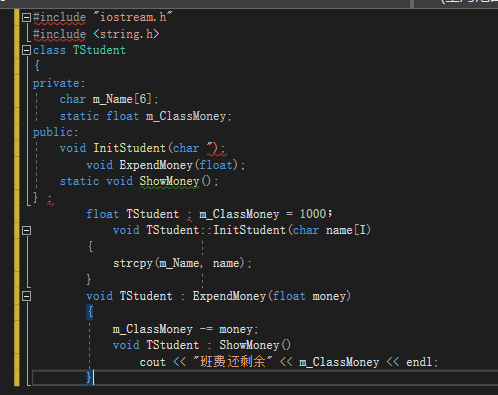 #include "iostream.h"
#include <string.h>
class TStudent
{
private:
char m_Name[6];
static float m_ClassMoney;
public:
void InitStudent(char ");
void ExpendMoney(float);
static void ShowMoney();
} ;
float TStudent : m_ClassMoney = 1000；
void TStudent::InitStudent(char name[I)
{
strcpy(m_Name, name);
}
void TStudent : ExpendMoney(float money)
{
m_ClassMoney -= money;
void TStudent : ShowMoney()
cout << "班费还剩余" << m_ClassMoney << endl;
}